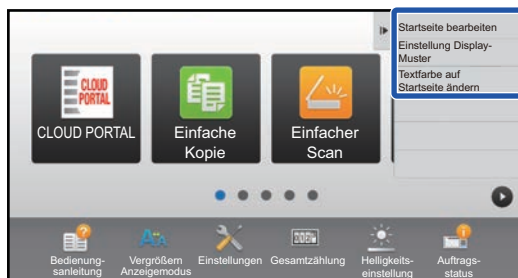 Startseite bearbeiten
Einstellung Display-
Muster
Textfarbe auf
Startseite ändern
CLOUD
PORTAL
CLOUD PORTAL
Einfache
Kopie
Einfacher
Scan
Bedienung-
sanleitung
Vergrößern
Anzeigemodus
Einstellungen
Gesamtzählung
Helligkeits-
einstellung
Auftrags-
status